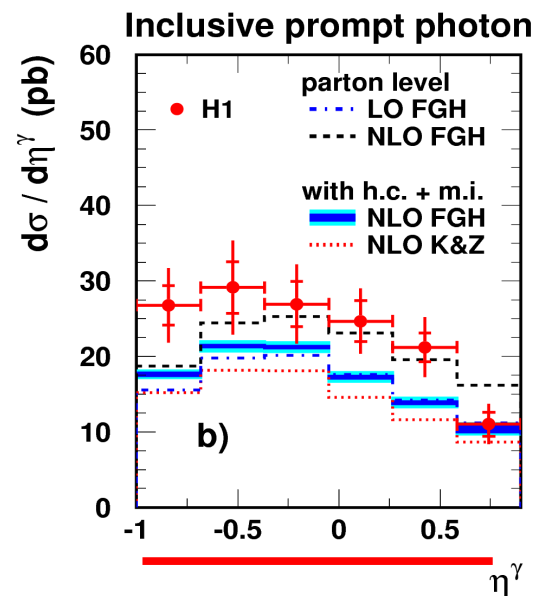 Inclusive prompt photon
dσ / dη^γ (pb)
60
50
40
30
20
10
0
H1
parton level
LO FGH
NLO FGH
with h.c. + m.i.
NLO FGH
NLO K&Z
b)
-1 -0.5 0 0.5
η^γ